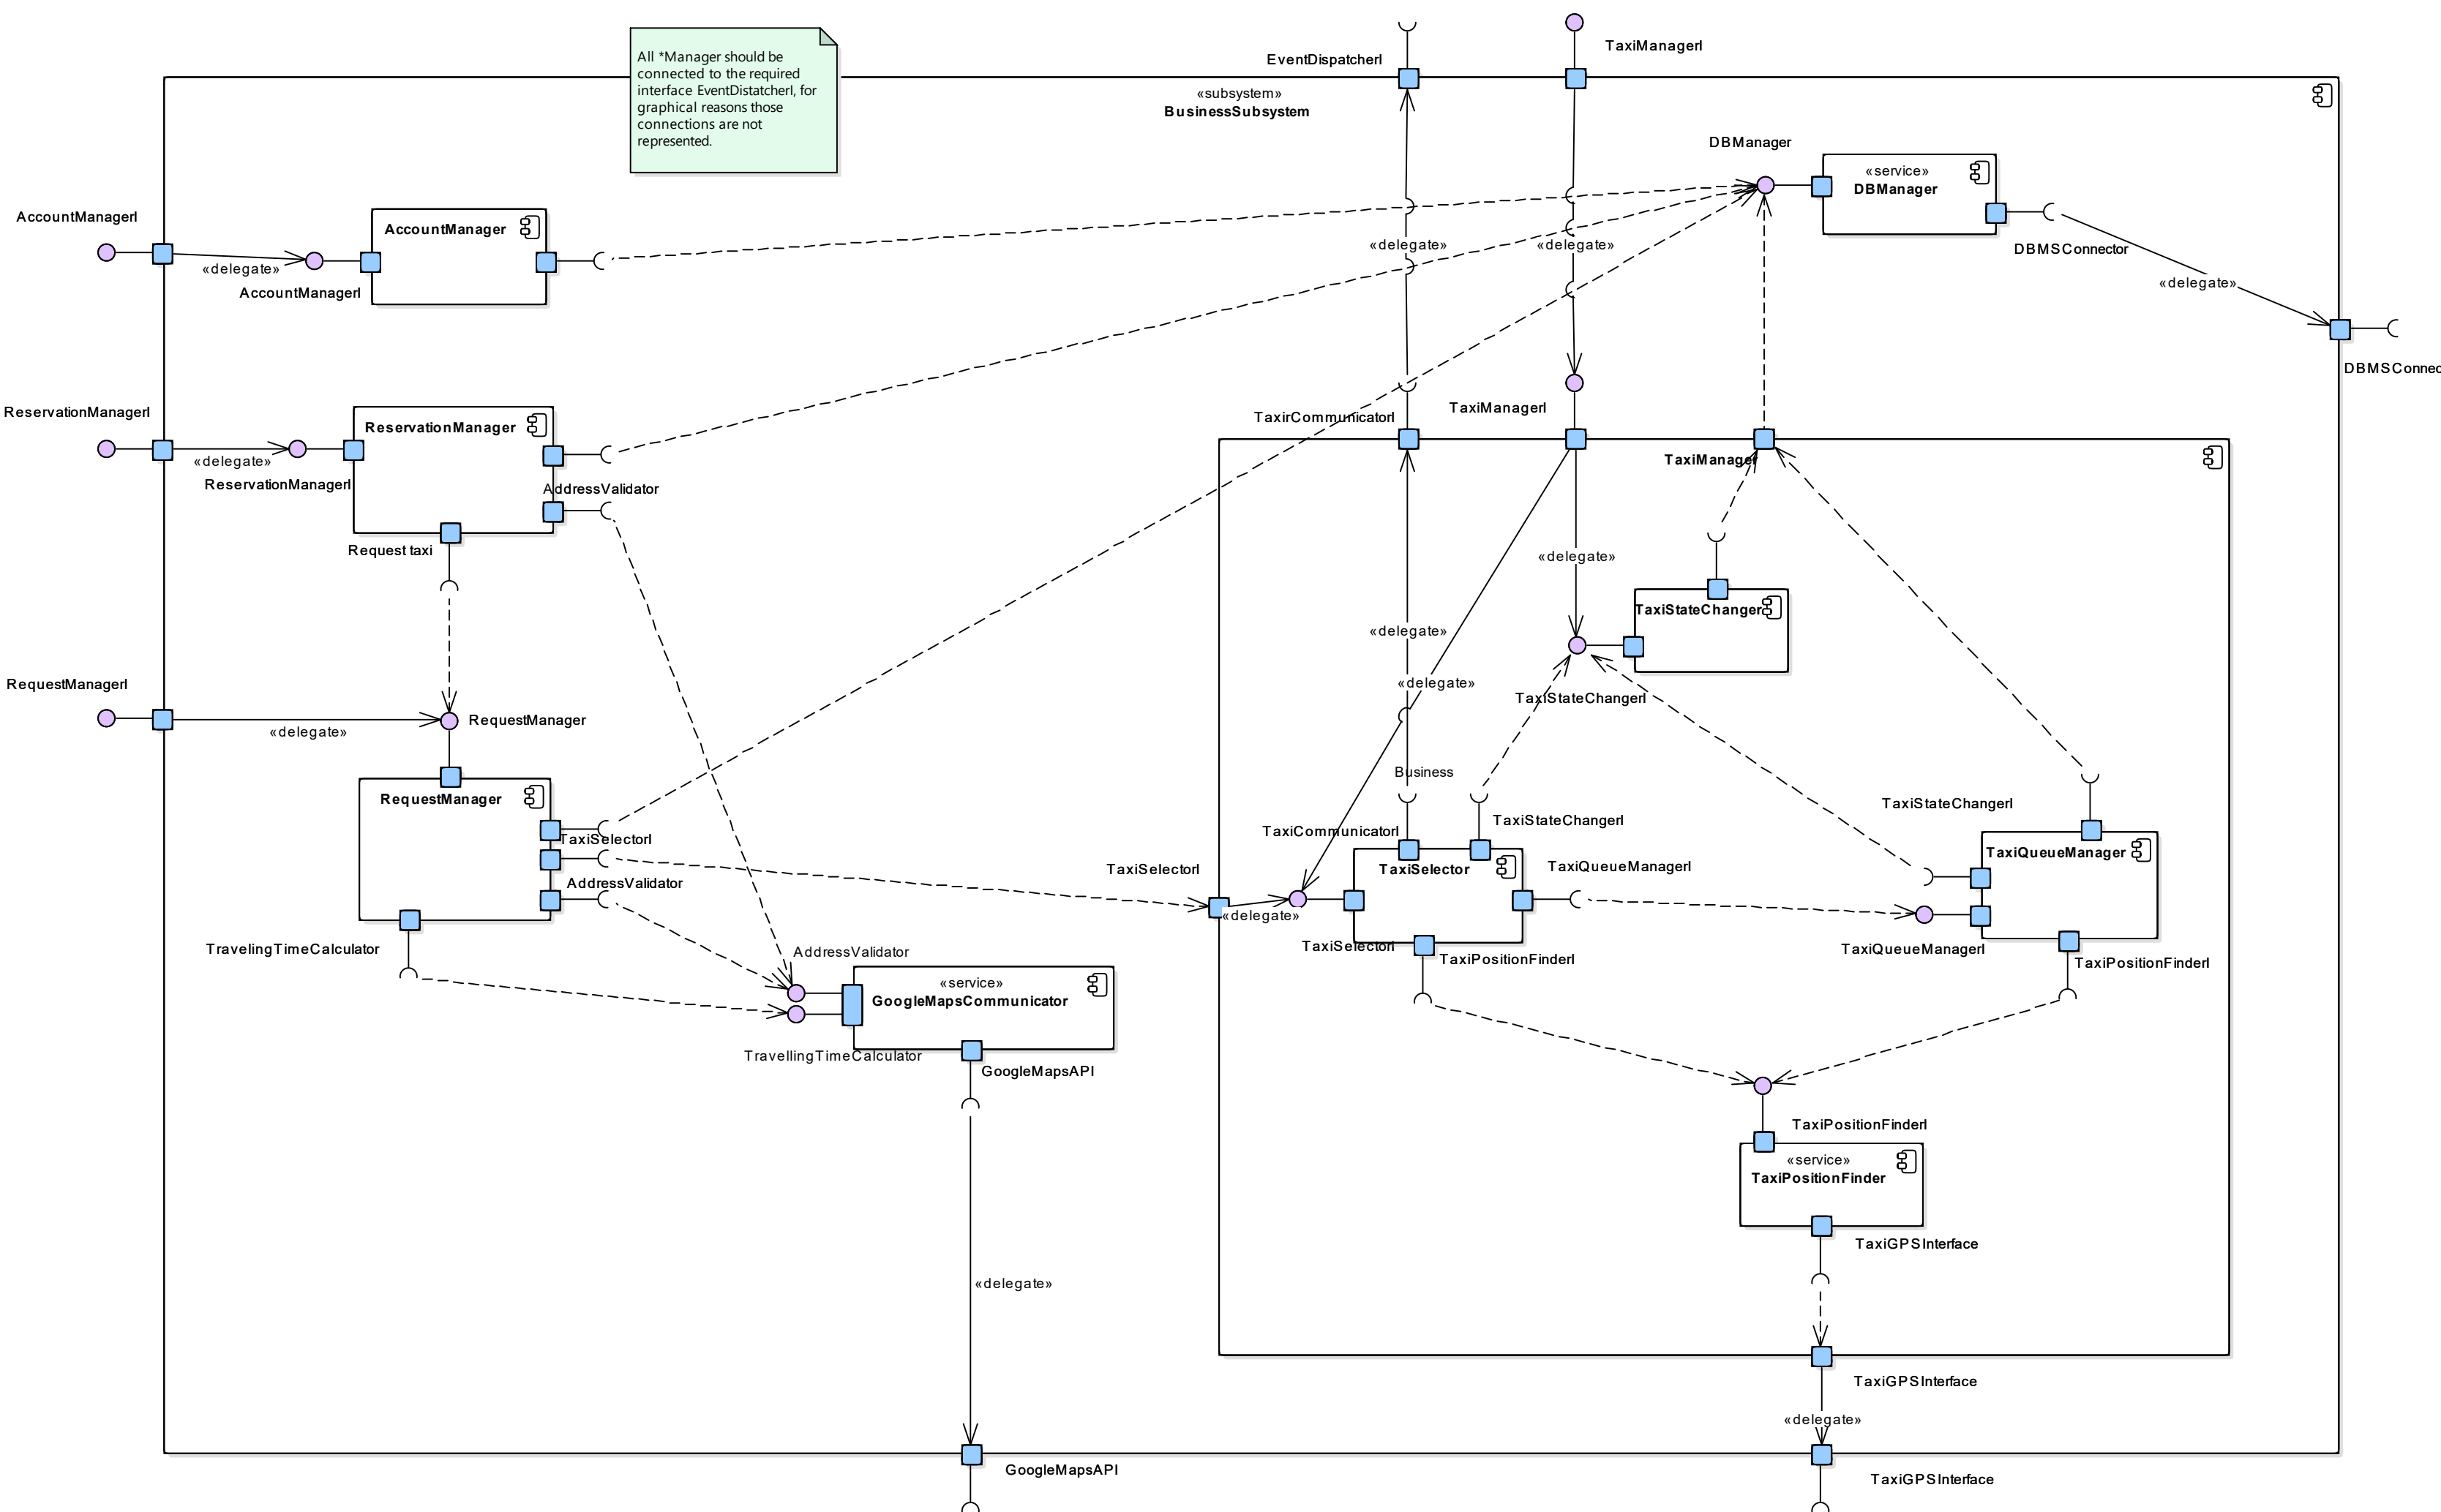 TaxiManagerI
EventDispatcherI
All *Manager should be
connected to the required
interface EventDistatcherI, for
graphical reasons those
connections are not
represented.
«subsystem»
BusinessSubsystem
DBManager
«service»
DBManager
AccountManagerI
AccountManager
«delegate»
«delegate»
DBMSConnector
«delegate»
AccountManagerI
«delegate»
DBMSConnec
ReservationManagerI
TaxirCommunicatorI
TaxiManagerI
ReservationManager
«delegate»
TaxiManager
ReservationManagerI
AddressValidator
Request taxi
«delegate»
TaxiStateChanger
«delegate»
RequestManagerI
«delegate»
TaxiStateChangerI
RequestManager
«delegate»
Business
RequestManager
TaxiStateChangerI
TaxiStateChangerI
TaxiCommunicatorI
TaxiSelectorI
TaxiQueueManager
TaxiSelectorI
TaxiSelector
TaxiQueueManagerI
AddressValidator
«delegate»
TravelingTimeCalculator
AddressValidator
TaxiSelectorI
TaxiPositionFinderI
TaxiQueueManagerI
TaxiPositionFinderI
«service»
GoogleMapsCommunicator
TravellingTimeCalculator
GoogleMapsAPI
TaxiPositionFinderI
«service»
TaxiPositionFinder
TaxiGPSInterface
«delegate»
TaxiGPSInterface
«delegate»
GoogleMapsAPI
TaxiGPSInterface